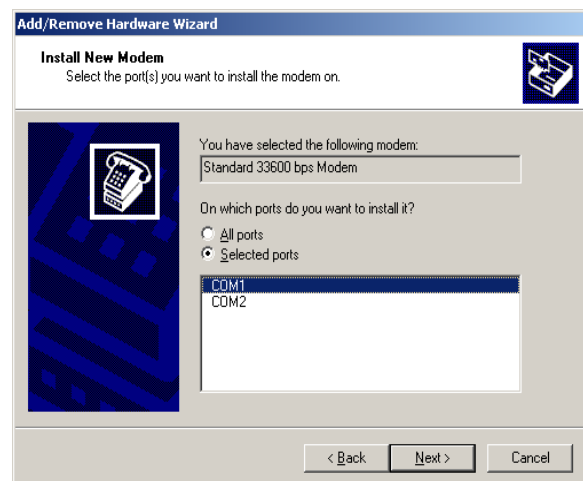 Add/Remove Hardware Wizard
Install New Modem
Select the port(s) you want to install the modem on.
You have selected the following modem:
Standard 33600 bps Modem
On which ports do you want to install it?
All ports
Selected ports
COM1
COM2
< Back
Next >
Cancel